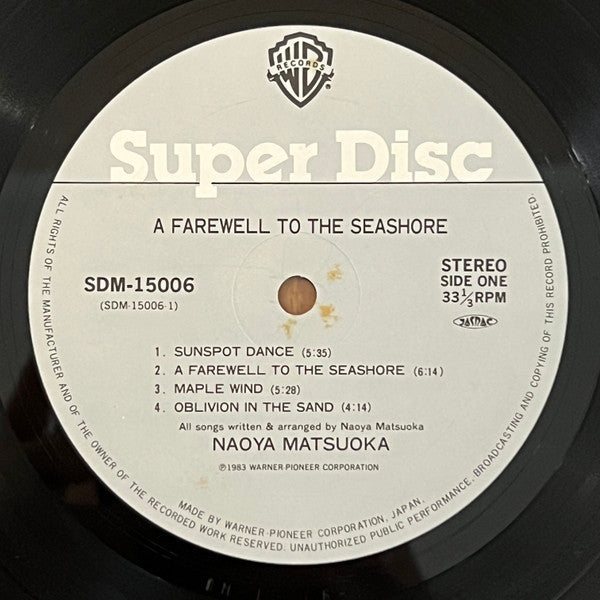 WB
RECORDS
®
Super Disc
A FAREWELL TO THE SEASHORE
SDM-15006
(SDM-15006-1)
STEREO
SIDE ONE
33⅓RPM
JASRAC
1. SUNSPOT DANCE (5:35)
2. A FAREWELL TO THE SEASHORE (6:14)
3. MAPLE WIND (5:28)
4. OBLIVION IN THE SAND (4:14)
All songs written & arranged by Naoya Matsuoka
NAOYA MATSUOKA
℗1983 WARNER-PIONEER CORPORATION
MADE BY WARNER-PIONEER CORPORATION, JAPAN.
ALL RIGHTS OF THE MANUFACTURER AND OF THE OWNER OF THE RECORDED WORK RESERVED. UNAUTHORIZED PUBLIC PERFORMANCE, BROADCASTING AND COPYING OF THIS RECORD PROHIBITED.